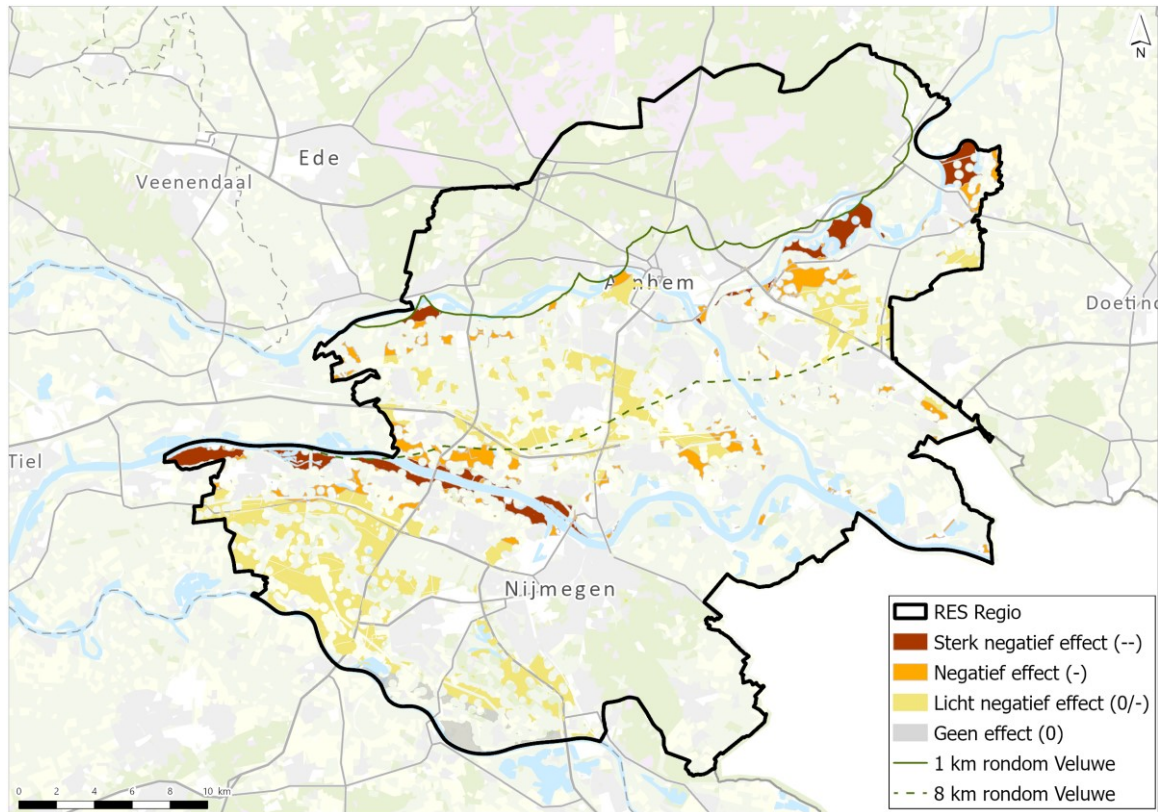 N
Ede
Veenendaal
Arnhem
Doetinc
Tiel
Nijmegen
RES Regio
Sterk negatief effect (--)
Negatief effect (-)
Licht negatief effect (0/-)
Geen effect (0)
1 km rondom Veluwe
8 km rondom Veluwe
0 2 4 6 8 10 km